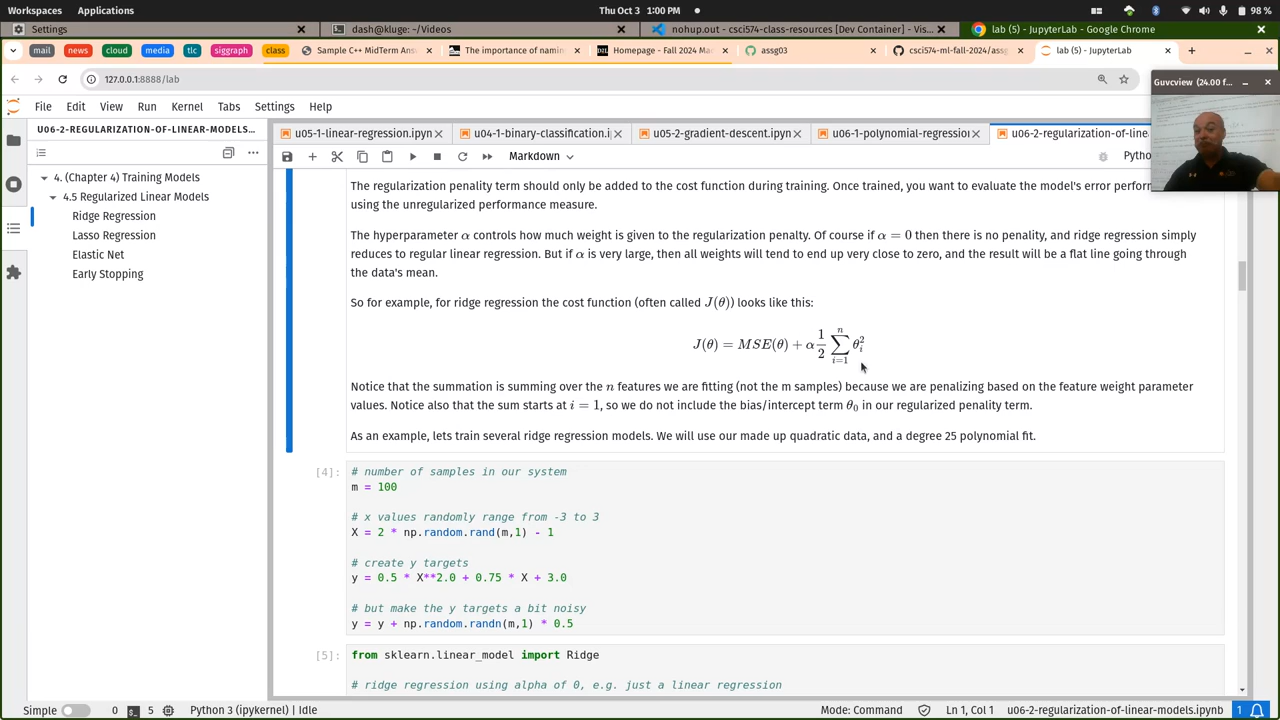 Workspaces Applications Thu Oct 3 1:00 PM 98 %
Settings dash@kluge: ~/Videos nohup.out - csci574-class-resources [Dev Container] - Vi lab (5) - JupyterLab - Google Chrome
mail news cloud media tlc siggraph class Sample C++ MidTerm Ans The importance of namin Homepage - Fall 2024 Ma assg03 csci574-ml-fall-2024/assg lab (5) - JupyterLab
127.0.0.1:8888/lab
Guvcview (24.00 f...
File Edit View Run Kernel Tabs Settings Help
U06-2-REGULARIZATION-OF-LINEAR-MODELS...
u05-1-linear-regression.ipyn u04-1-binary-classification.i u05-2-gradient-descent.ipyn u06-1-polynomial-regression u06-2-regularization-of-line
Markdown Pytho
4. (Chapter 4) Training Models
4.5 Regularized Linear Models
Ridge Regression
Lasso Regression
Elastic Net
Early Stopping
The regularization penalty term should only be added to the cost function during training. Once trained, you want to evaluate the model's error perform
using the unregularized performance measure.
The hyperparameter α controls how much weight is given to the regularization penalty. Of course if α = 0 then there is no penalty, and ridge regression simply
reduces to regular linear regression. But if α is very large, then all weights will tend to end up very close to zero, and the result will be a flat line going through
the data's mean.
So for example, for ridge regression the cost function (often called J(θ)) looks like this:
J(θ) = MSE(θ) + α 1/2 ∑_{i=1}^{n} θ_i^2
Notice that the summation is summing over the n features we are fitting (not the m samples) because we are penalizing based on the feature weight parameter
values. Notice also that the sum starts at i = 1, so we do not include the bias/intercept term θ_0 in our regularized penalty term.
As an example, lets train several ridge regression models. We will use our made up quadratic data, and a degree 25 polynomial fit.
[4]: # number of samples in our system
m = 100
# x values randomly range from -3 to 3
X = 2 * np.random.rand(m,1) - 1
# create y targets
y = 0.5 * X**2.0 + 0.75 * X + 3.0
# but make the y targets a bit noisy
y = y + np.random.randn(m,1) * 0.5
[5]: from sklearn.linear_model import Ridge
# ridge regression using alpha of 0, e.g. just a linear regression
Simple 0 5 Python 3 (ipykernel) | Idle Mode: Command Ln 1, Col 1 u06-2-regularization-of-linear-models.ipynb 1